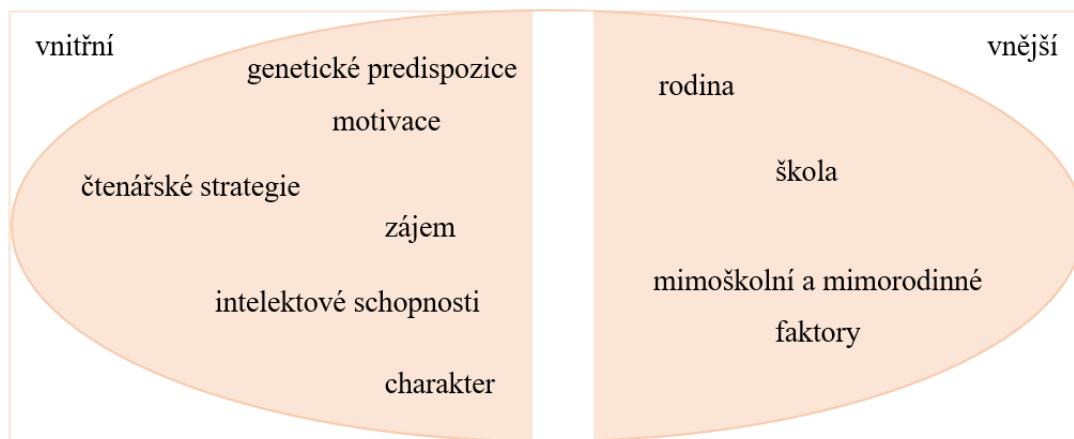 vnitřní
genetické predispozice
motivace
čtenářské strategie
zájem
intelektové schopnosti
charakter
vnější
rodina
škola
mimoškolní a mimorodinné
faktory